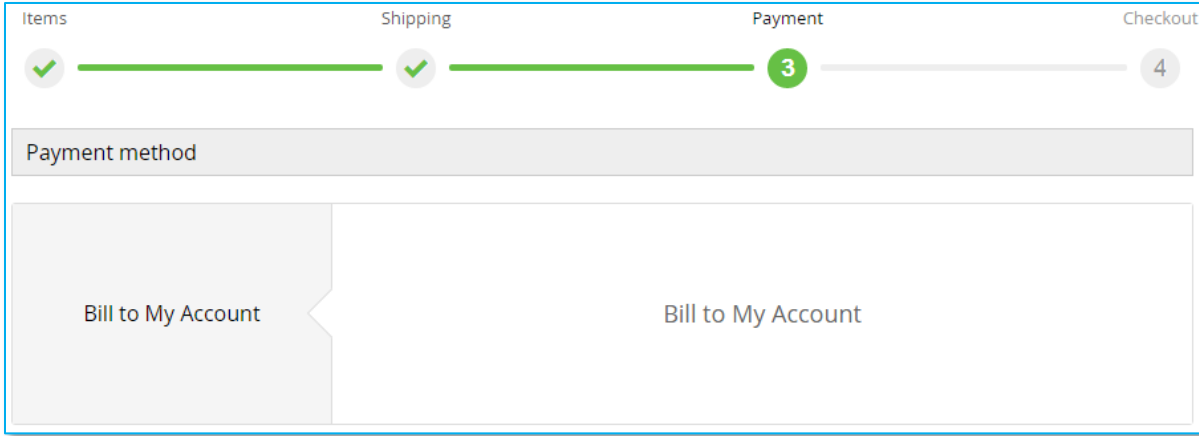 Items Shipping Payment Checkout
3 4
Payment method
Bill to My Account Bill to My Account